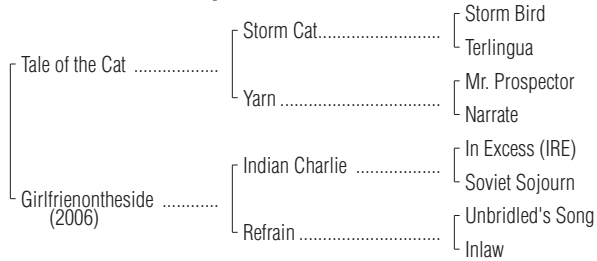 Storm Bird
Storm Cat........................
Terlingua
Tale of the Cat .................
Mr. Prospector
Yarn ................................
Narrate
In Excess (IRE)
Indian Charlie .................
Soviet Sojourn
Girlfrienontheside ...........
(2006)
Unbridled's Song
Refrain ............................
Inlaw